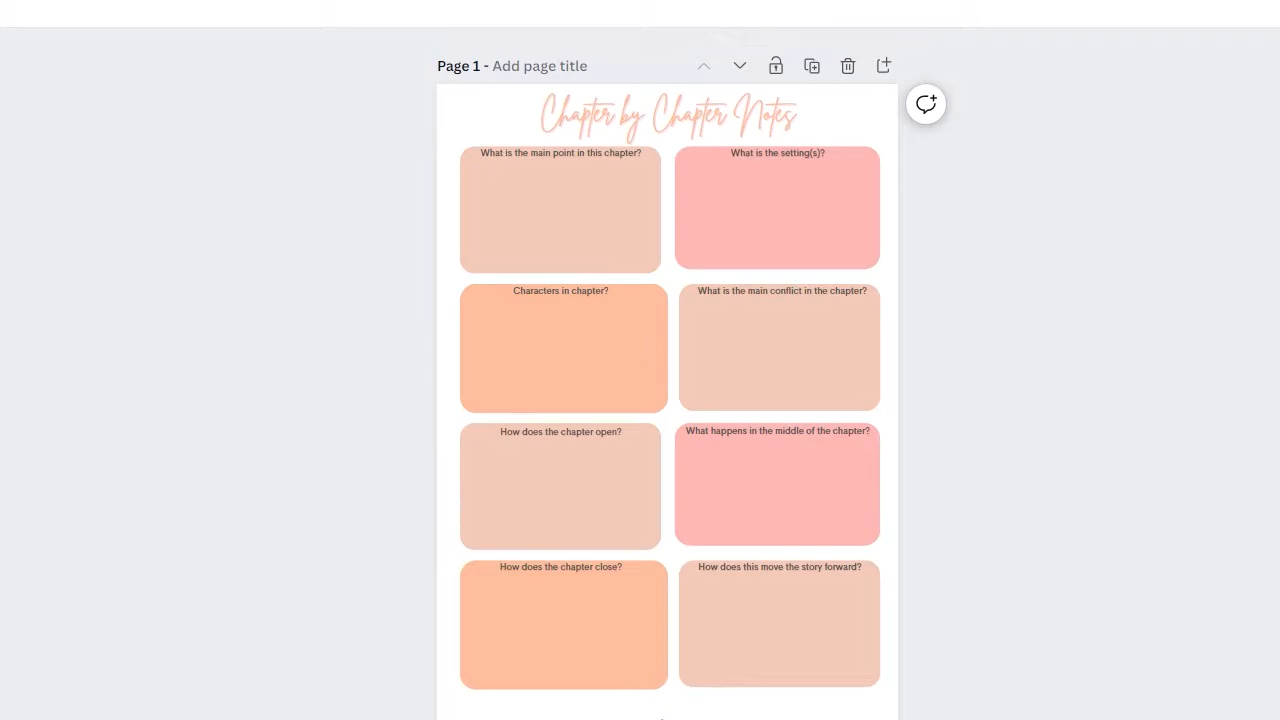 Page 1 - Add page title
Chapter by Chapter Notes
What is the main point in this chapter?
What is the setting(s)?
Characters in chapter?
What is the main conflict in the chapter?
How does the chapter open?
What happens in the middle of the chapter?
How does the chapter close?
How does this move the story forward?